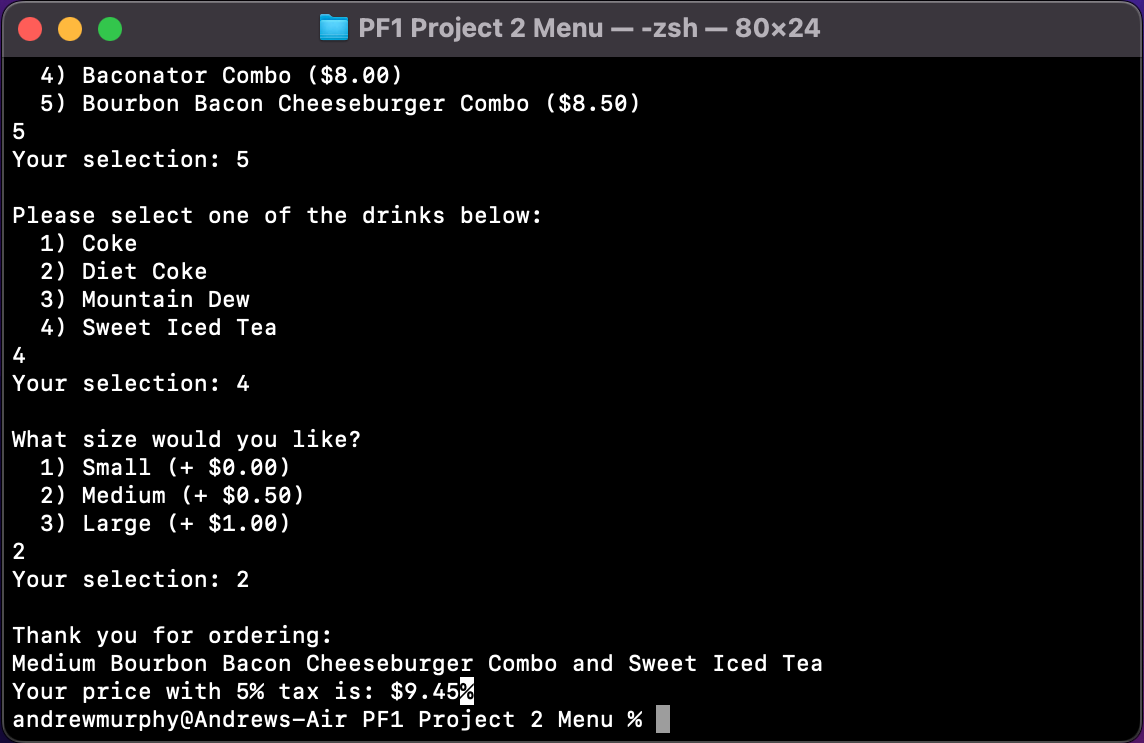 PF1 Project 2 Menu — -zsh — 80×24
4) Baconator Combo ($8.00)
5) Bourbon Bacon Cheeseburger Combo ($8.50)
5
Your selection: 5
Please select one of the drinks below:
1) Coke
2) Diet Coke
3) Mountain Dew
4) Sweet Iced Tea
4
Your selection: 4
What size would you like?
1) Small (+ $0.00)
2) Medium (+ $0.50)
3) Large (+ $1.00)
2
Your selection: 2
Thank you for ordering:
Medium Bourbon Bacon Cheeseburger Combo and Sweet Iced Tea
Your price with 5% tax is: $9.45%
andrewmurphy@Andrews-Air PF1 Project 2 Menu %